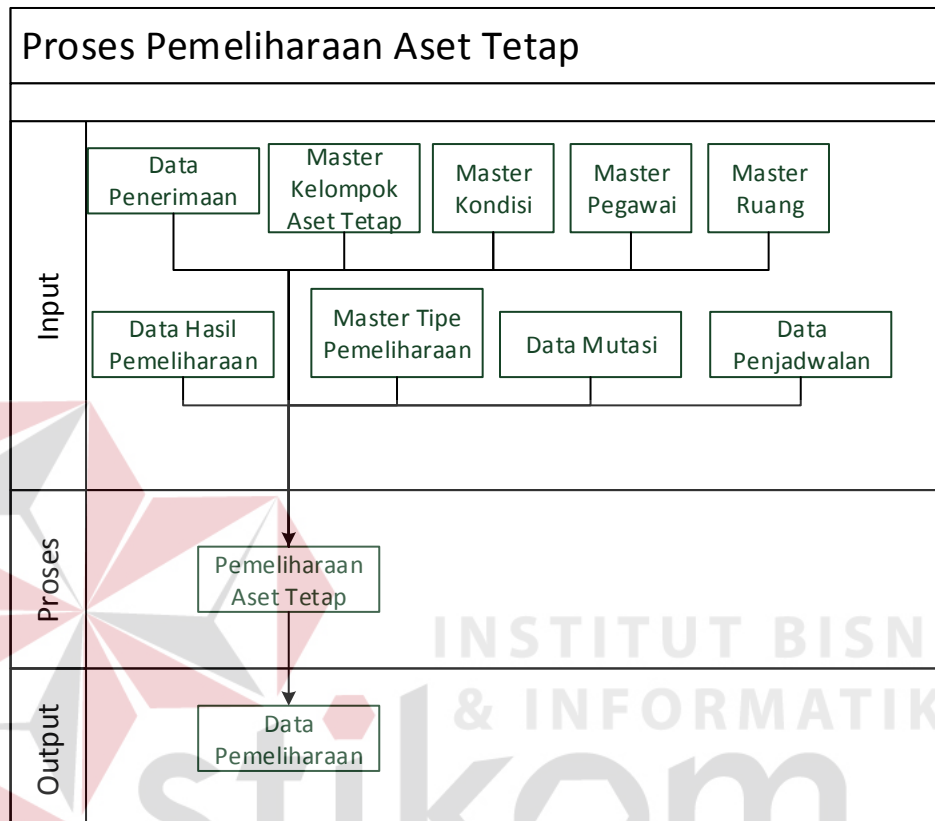 Proses Pemeliharaan Aset Tetap
Input
Data
Penerimaan
Master
Kelompok
Aset Tetap
Master
Kondisi
Master
Pegawai
Master
Ruang
Data Hasil
Pemeliharaan
Master Tipe
Pemeliharaan
Data Mutasi
Data
Penjadwalan
Proses
Pemeliharaan
Aset Tetap
INSTITUT BISN
& INFORMATIK
Output
Data
Pemeliharaan
stikom